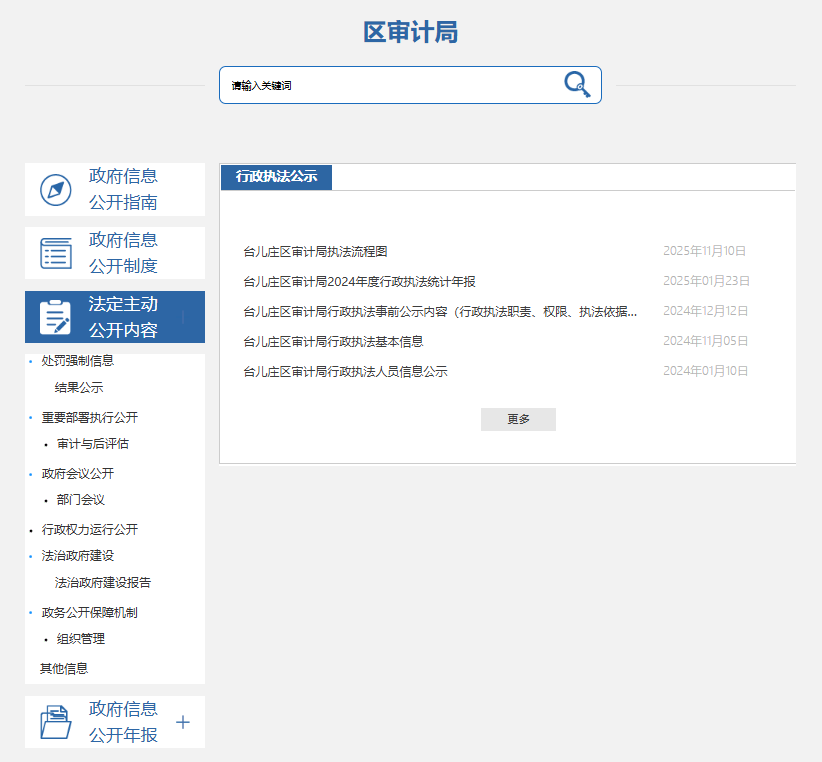 区审计局
请输入关键词
政府信息
公开指南
政府信息
公开制度
法定主动
公开内容
处罚强制信息
结果公示
重要部署执行公开
审计与后评估
政府会议公开
部门会议
行政权力运行公开
法治政府建设
法治政府建设报告
政务公开保障机制
组织管理
其他信息
政府信息
公开年报
行政执法公示
台儿庄区审计局执法流程图 2025年11月10日
台儿庄区审计局2024年度行政执法统计年报 2025年01月23日
台儿庄区审计局行政执法事前公示内容（行政执法职责、权限、执法依据... 2024年12月12日
台儿庄区审计局行政执法基本信息 2024年11月05日
台儿庄区审计局行政执法人员信息公示 2024年01月10日
更多